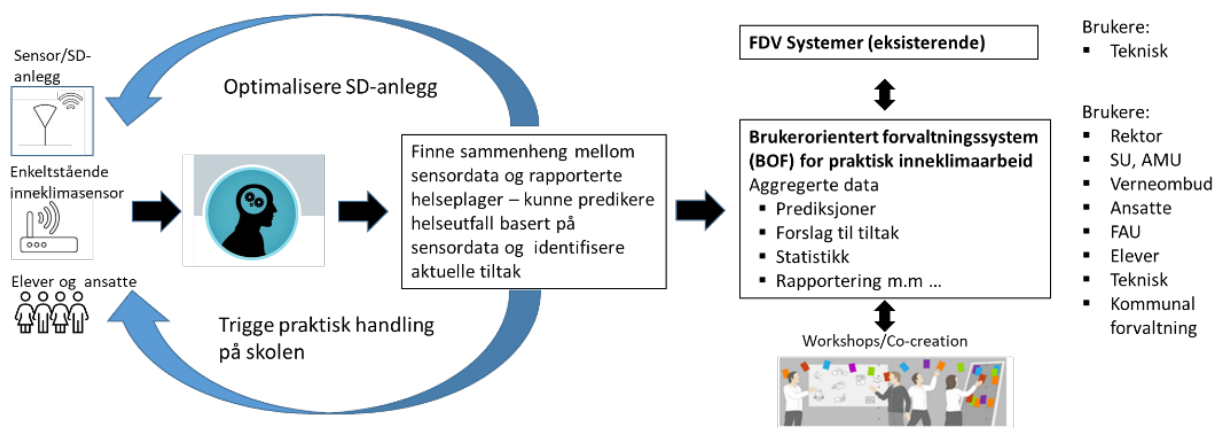 Sensor/SD-
anlegg
Enkeltstående
inneklimasensor
Elever og ansatte
Optimalisere SD-anlegg
Finne sammenheng mellom
sensordata og rapporterte
helseplager – kunne predikere
helseutfall basert på
sensordata og identifisere
aktuelle tiltak
Trigge praktisk handling
på skolen
FDV Systemer (eksisterende)
Brukerorientert forvaltningssystem
(BOF) for praktisk inneklimaarbeid
Aggregerte data
▪ Prediksjoner
▪ Forslag til tiltak
▪ Statistikk
▪ Rapportering m.m ...
Workshops/Co-creation
Brukere:
▪ Teknisk
Brukere:
▪ Rektor
▪ SU, AMU
▪ Verneombud
▪ Ansatte
▪ FAU
▪ Elever
▪ Teknisk
▪ Kommunal
forvaltning